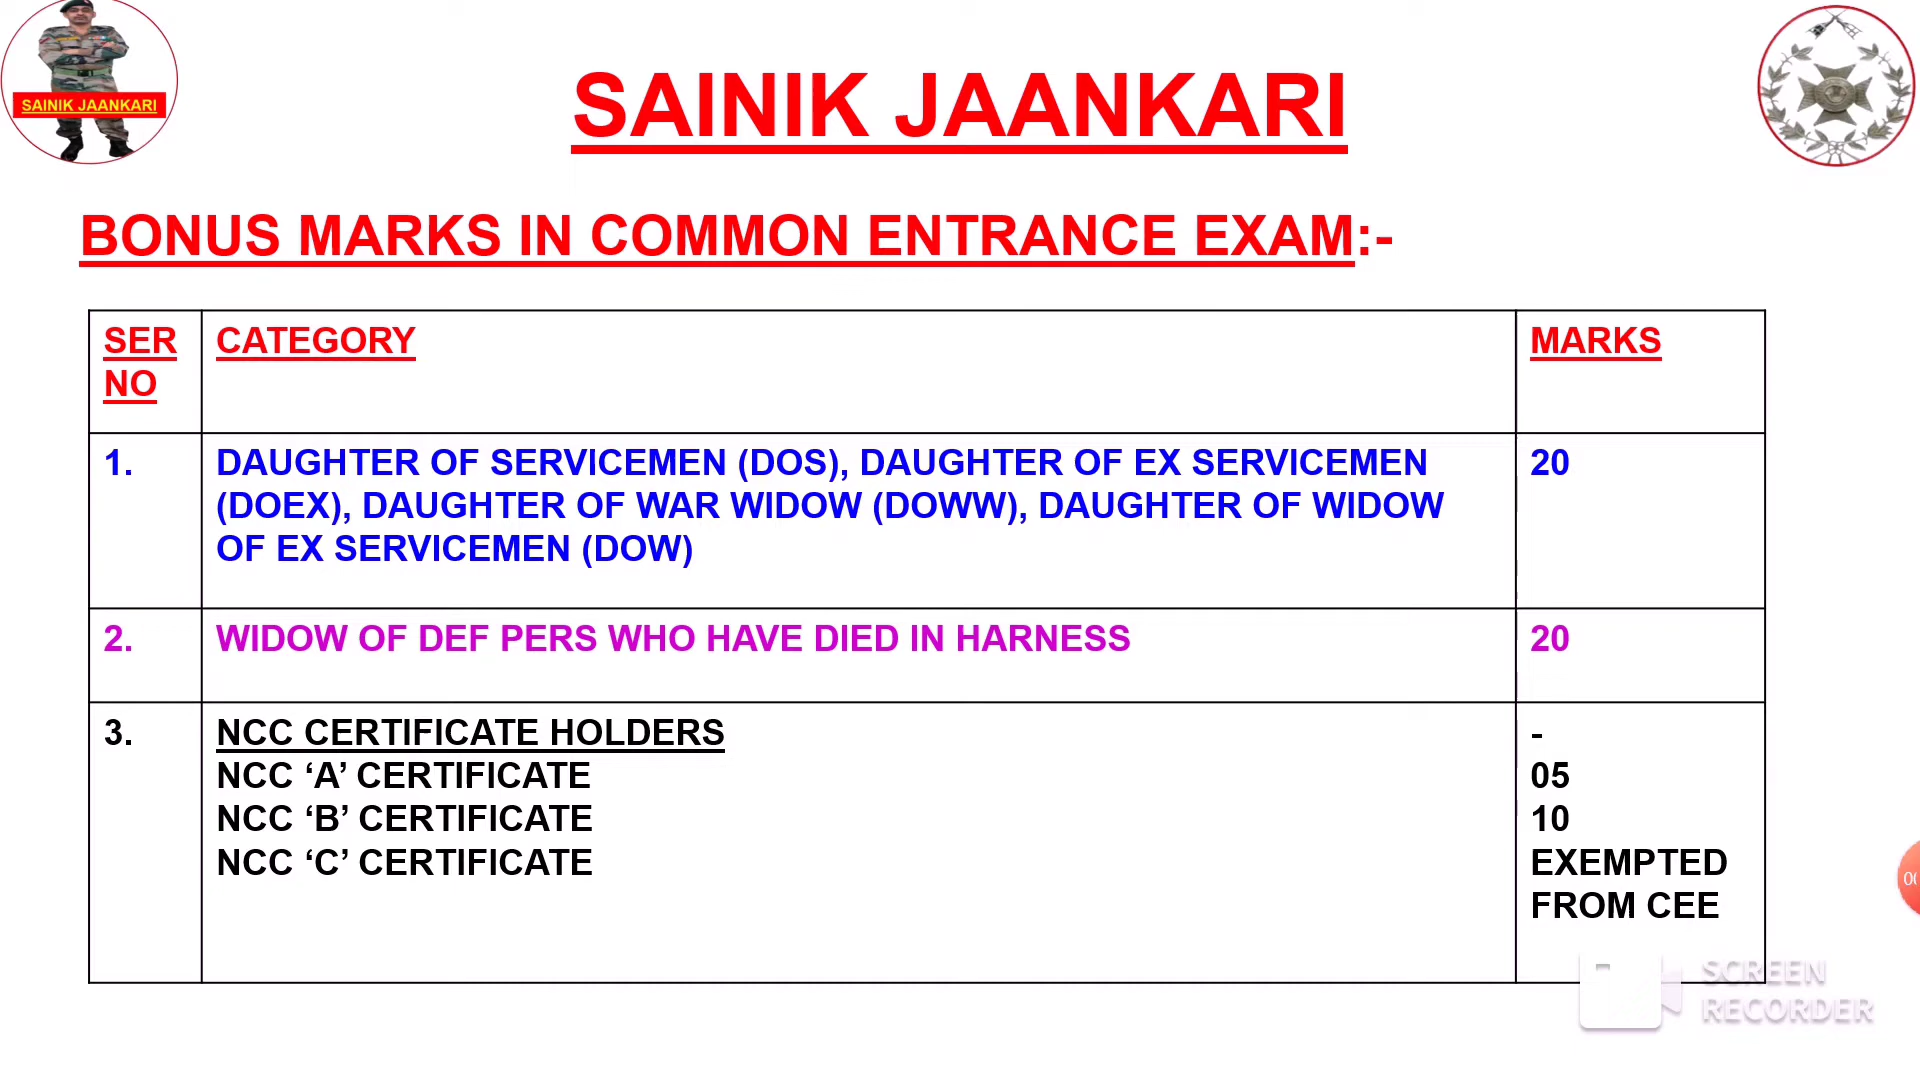 SAINIK JAANKARI
SAINIK JAANKARI
BONUS MARKS IN COMMON ENTRANCE EXAM:-
SER NO
CATEGORY
MARKS
1.
DAUGHTER OF SERVICEMEN (DOS), DAUGHTER OF EX SERVICEMEN
(DOEX), DAUGHTER OF WAR WIDOW (DOWW), DAUGHTER OF WIDOW
OF EX SERVICEMEN (DOW)
20
2.
WIDOW OF DEF PERS WHO HAVE DIED IN HARNESS
20
3.
NCC CERTIFICATE HOLDERS
-
NCC ‘A’ CERTIFICATE
05
NCC ‘B’ CERTIFICATE
10
NCC ‘C’ CERTIFICATE
EXEMPTED
FROM CEE
SCREEN
RECORDER